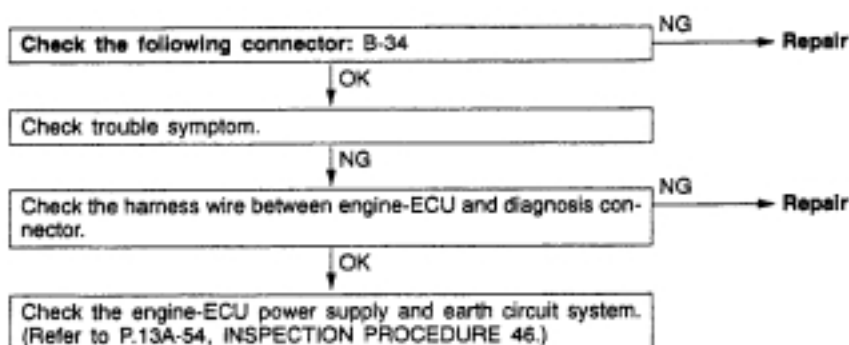 NG
Check the following connector: B-34
Repair
OK
Check trouble symptom.
NG
NG
Check the harness wire between engine-ECU and diagnosis con-
nector.
Repair
OK
Check the engine-ECU power supply and earth circuit system.
(Refer to P.13A-54, INSPECTION PROCEDURE 46.)